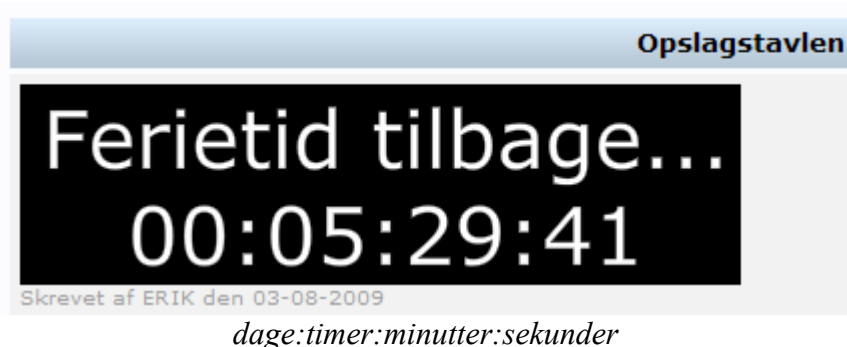 Opslagstavlen
Ferietid tilbage...
00:05:29:41
Skrevet af ERIK den 03-08-2009
dage:timer:minutter:sekunder